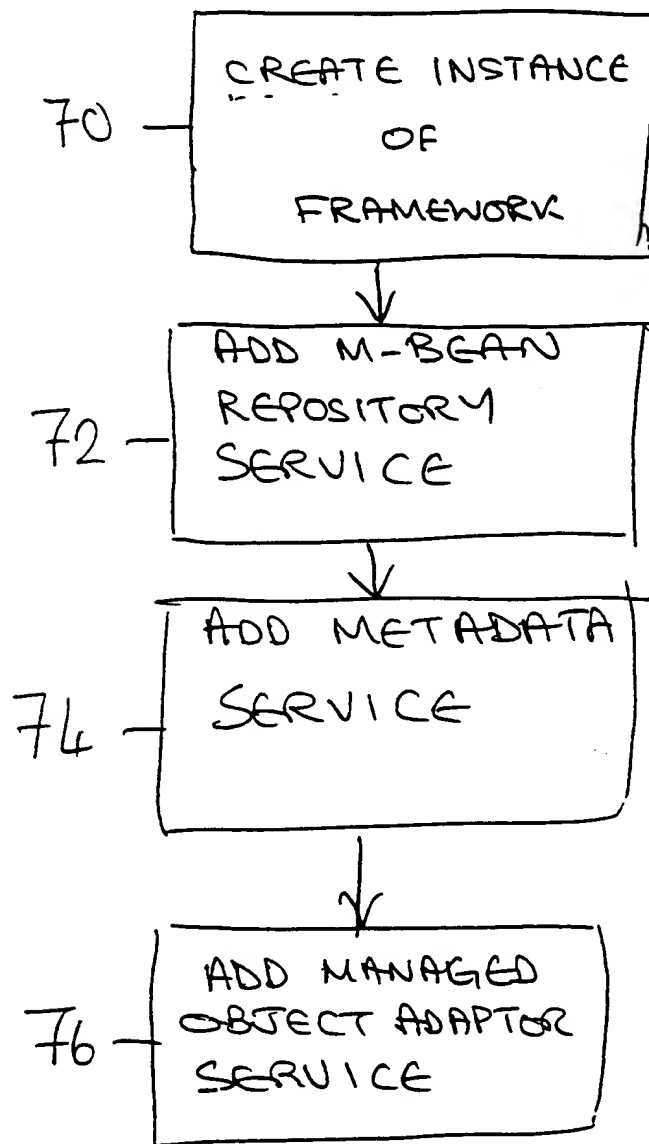 70
CREATE INSTANCE
OF
FRAMEWORK
72
ADD M-BEAN
REPOSITORY
SERVICE
74
ADD METADATA
SERVICE
76
ADD MANAGED
OBJECT ADAPTOR
SERVICE